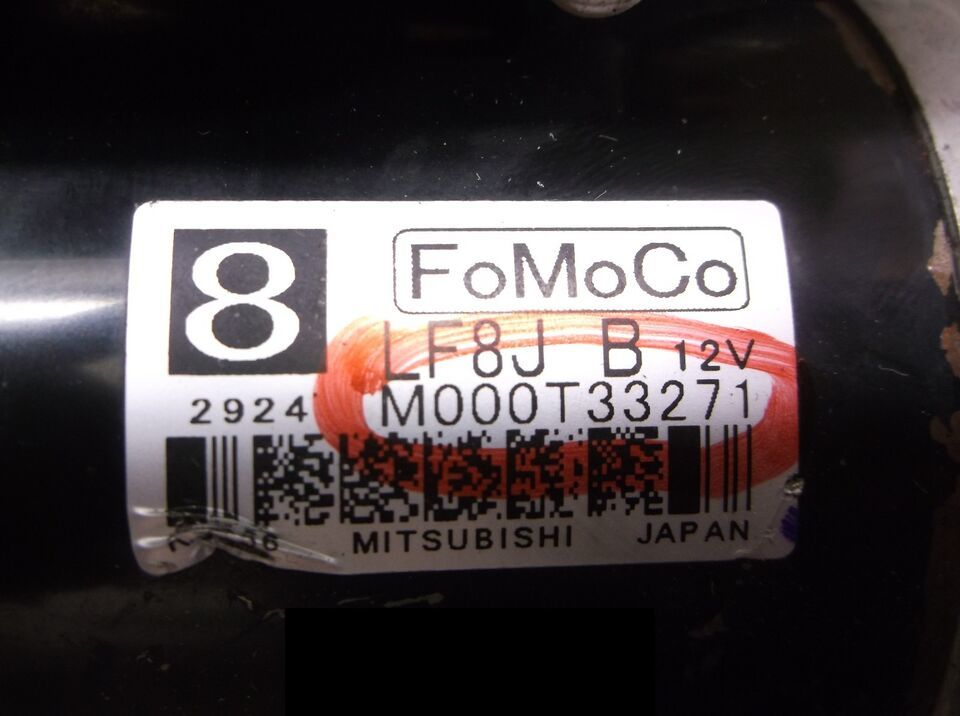 8
FoMoCo
LF8J B 12V
2924 M000T33271
MITSUBISHI JAPAN